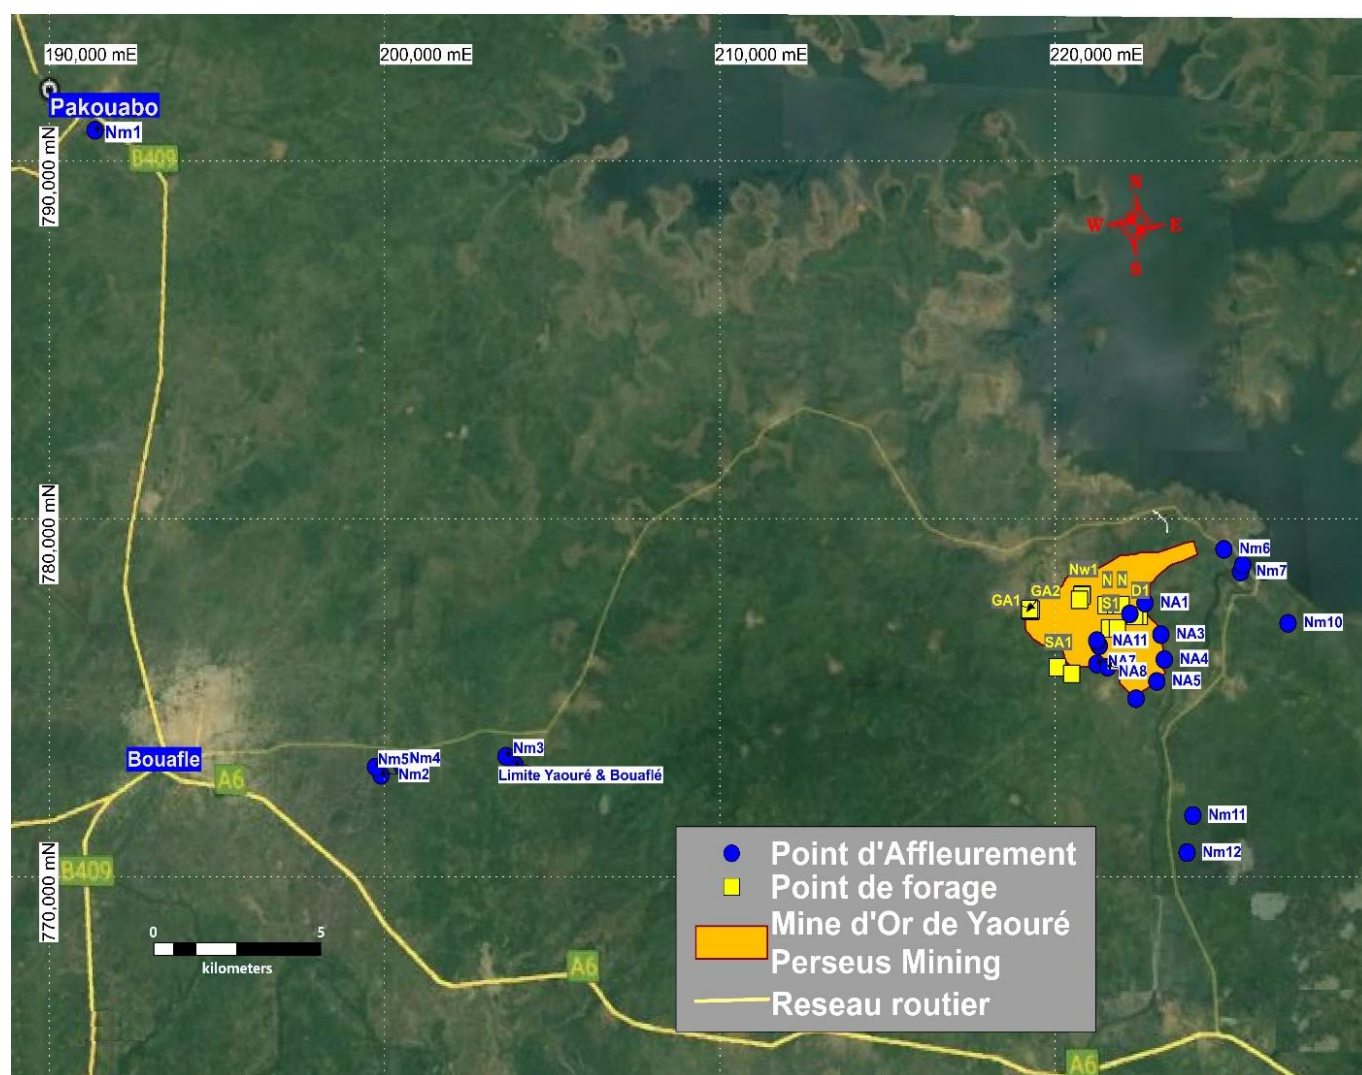 190,000 mE
200,000 mE
210,000 mE
220,000 mE
Pakouabo
Nm1
B409
790,000 mN
N
W
E
S
780,000 mN
Nm6
Nm7
Nw1
N
N
GA1
GA2
S1
D1
NA1
Nm10
SA1
NA11
NA3
NA7
NA8
NA4
NA5
Bouafle
Nm3
Nm5
Nm4
Nm2
Limite Yaouré & Bouaflé
A6
Nm11
Nm12
B409
770,000 mN
0
5
kilometers
A6
Point d'Affleurement
Point de forage
Mine d'Or de Yaouré
Perseus Mining
Reseau routier
A6